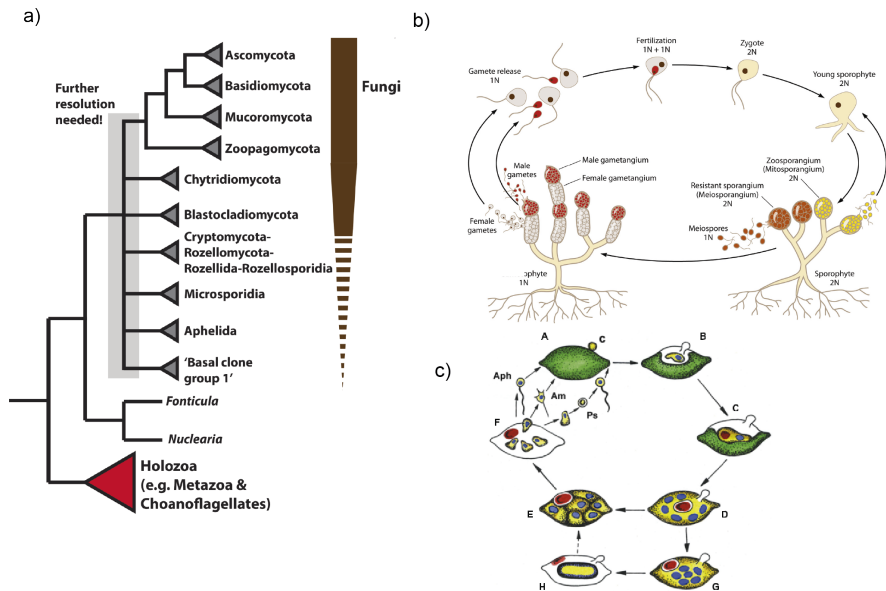 a)
Ascomycota
Basidiomycota
Mucoromycota
Zoopagomycota
Chytridiomycota
Blastocladiomycota
Cryptomycota-
Rozellomycota-
Rozellida-Rozellosporidia
Microsporidia
Aphelida
'Basal clone
group 1'
Fonticula
Nuclearia
Holozoa
(e.g. Metazoa &
Choanoflagellates)
Further
resolution
needed!
Fungi
b)
Gamete release
1N
Fertilization
1N + 1N
Zygote
2N
Young sporophyte
2N
Male
gametes
Female
gametes
Male gametangium
Female gametangium
ophyte
1N
Zoosporangium
(Mitosporangium)
2N
Resistant sporangium
(Meiosporangium)
2N
Meiospores
1N
Sporophyte
2N
c)
A
C
B
Aph
Am
Ps
F
C
E
D
H
G